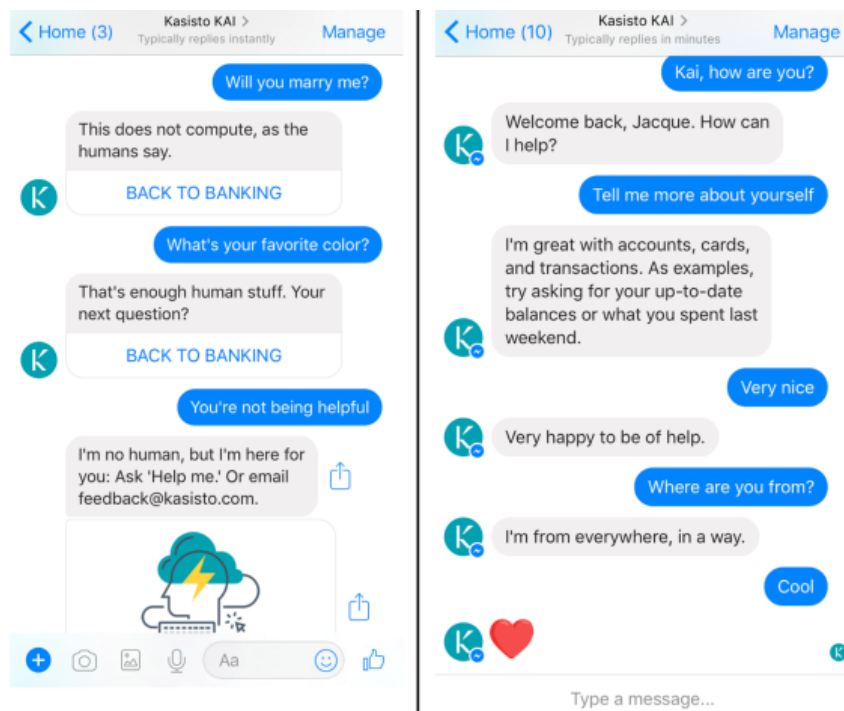 Home (3)
Kasisto KAI >
Typically replies instantly
Manage
Will you marry me?
This does not compute, as the
humans say.
BACK TO BANKING
What's your favorite color?
That's enough human stuff. Your
next question?
BACK TO BANKING
You're not being helpful
I'm no human, but I'm here for
you: Ask 'Help me.' Or email
feedback@kasisto.com.
Aa
Home (10)
Kasisto KAI >
Typically replies in minutes
Manage
Kai, how are you?
Welcome back, Jacque. How can
I help?
Tell me more about yourself
I'm great with accounts, cards,
and transactions. As examples,
try asking for your up-to-date
balances or what you spent last
weekend.
Very nice
Very happy to be of help.
Where are you from?
I'm from everywhere, in a way.
Cool
Type a message...